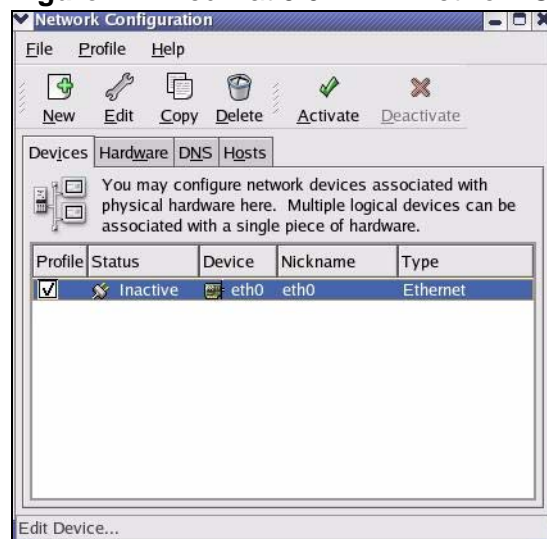 Network Configuration
File Profile Help
New Edit Copy Delete Activate Deactivate
Devices Hardware DNS Hosts
You may configure network devices associated with
physical hardware here. Multiple logical devices can be
associated with a single piece of hardware.
Profile Status Device Nickname Type
Inactive eth0 eth0 Ethernet
Edit Device...